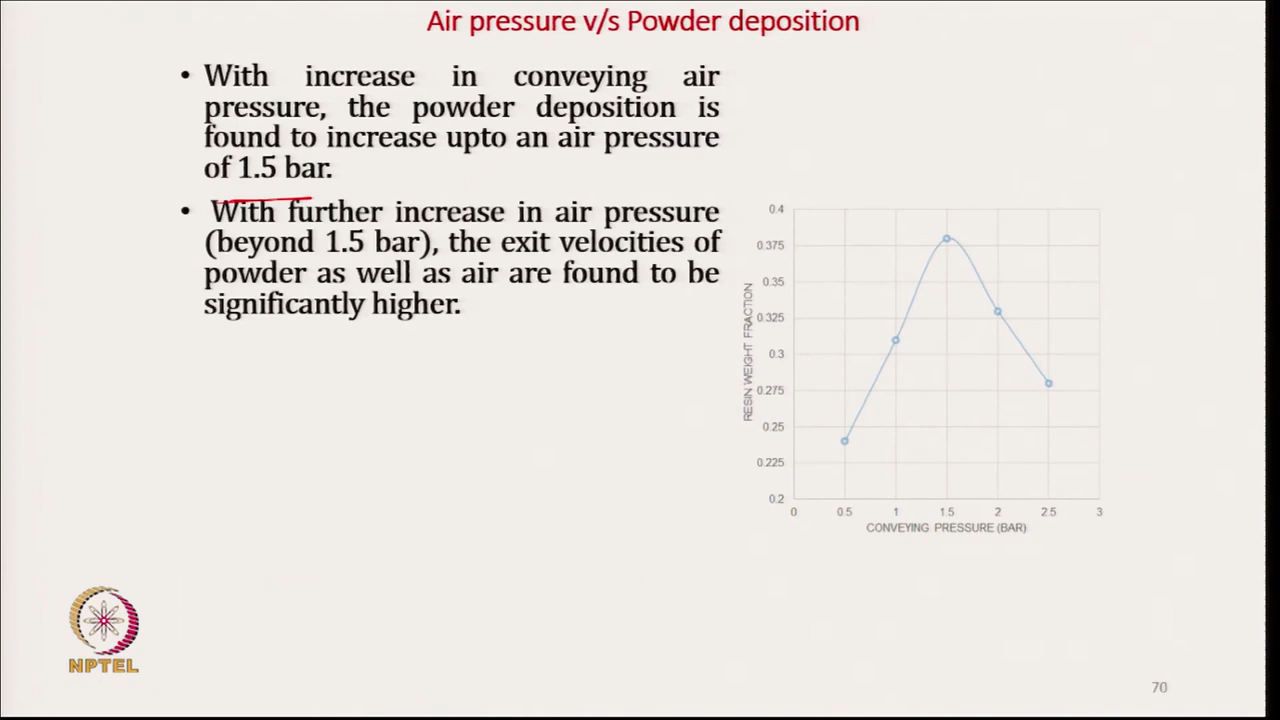 Air pressure v/s Powder deposition
• With increase in conveying air
pressure, the powder deposition is
found to increase upto an air pressure
of 1.5 bar.
• With further increase in air pressure
(beyond 1.5 bar), the exit velocities of
powder as well as air are found to be
significantly higher.
RESIN WEIGHT FRACTION
0.4
0.375
0.35
0.325
0.3
0.275
0.25
0.225
0.2
0 0.5 1 1.5 2 2.5 3
CONVEYING PRESSURE (BAR)
NPTEL
70